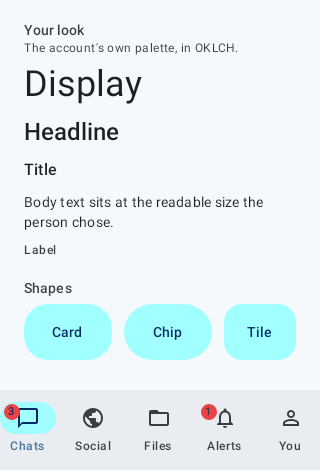 Your look
The account's own palette, in OKLCH.
Display
Headline
Title
Body text sits at the readable size the
person chose.
Label
Shapes
Card Chip Tile
3 1
Chats Social Files Alerts You